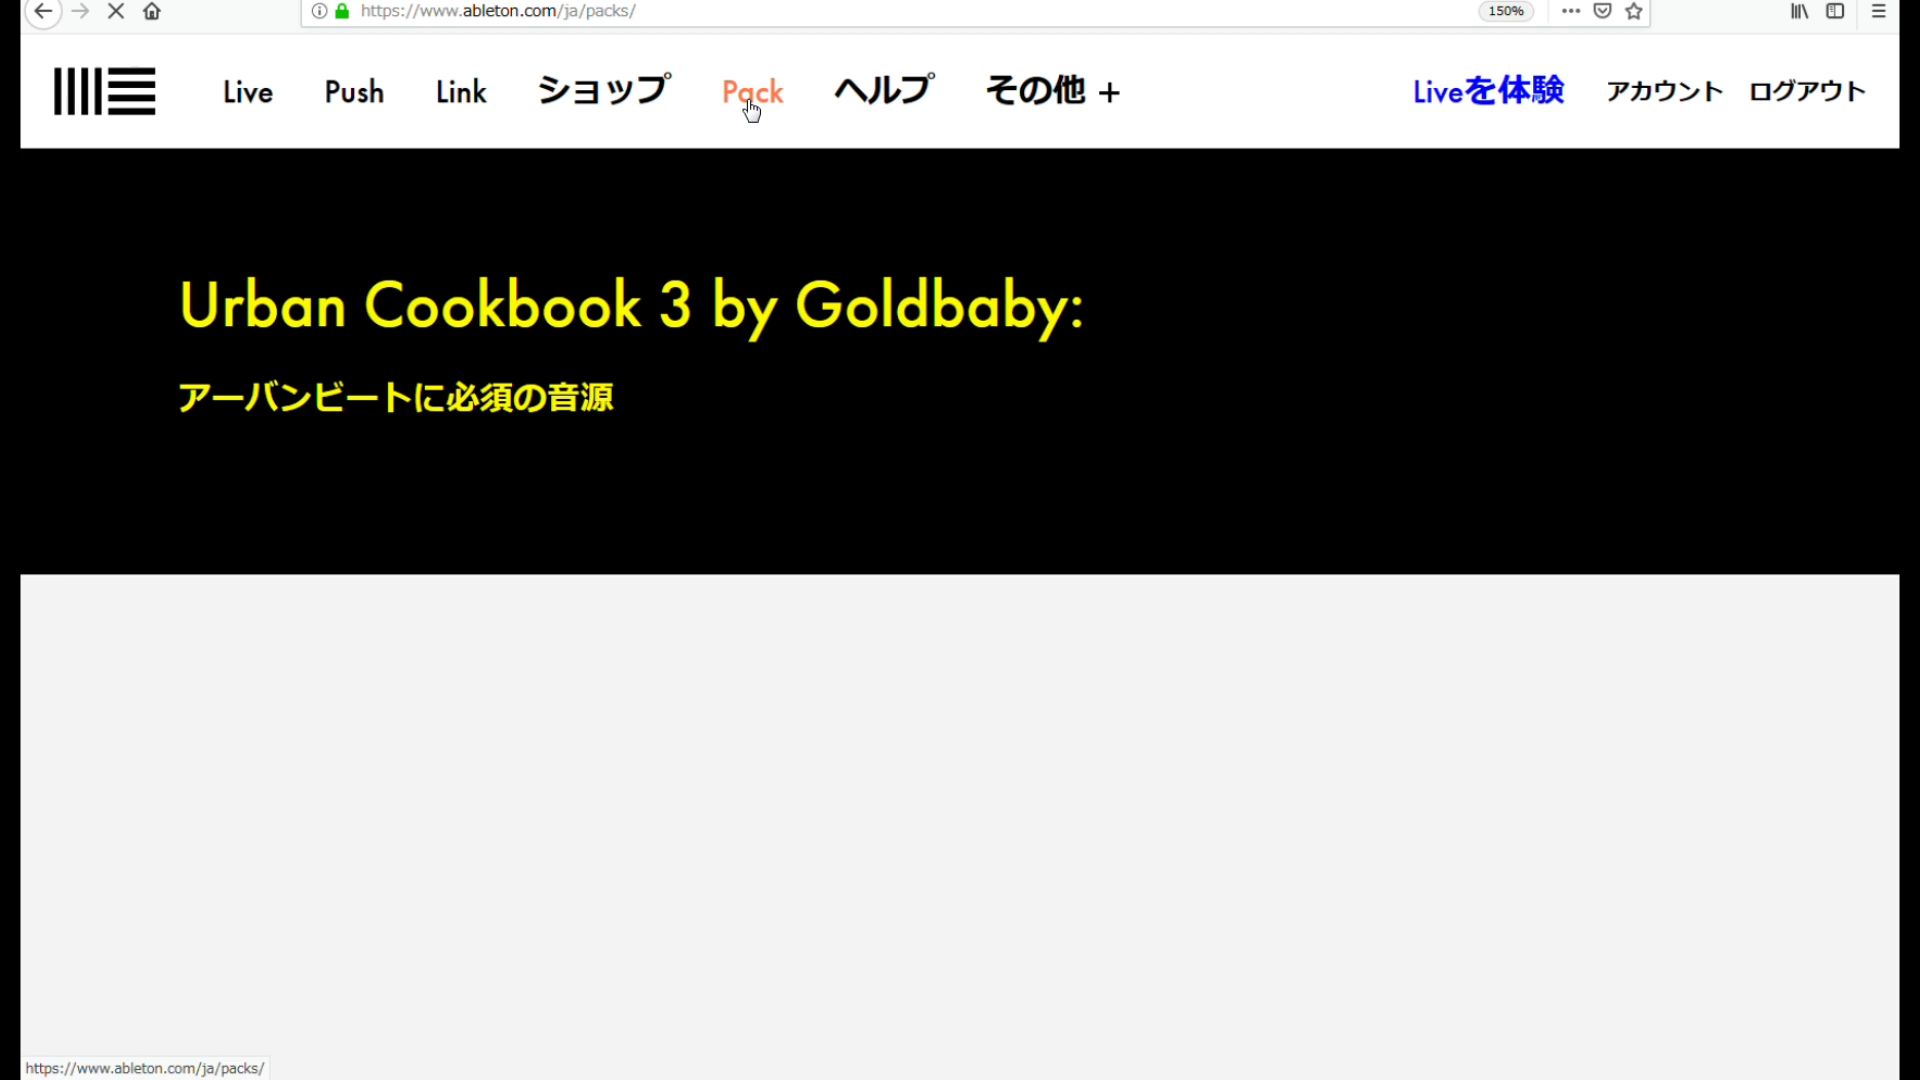 https://www.ableton.com/ja/packs/
150%
Live Push Link ショップ Pack ヘルプ その他 + Liveを体験 アカウント ログアウト
Urban Cookbook 3 by Goldbaby:
アーバンビートに必須の音源
https://www.ableton.com/ja/packs/